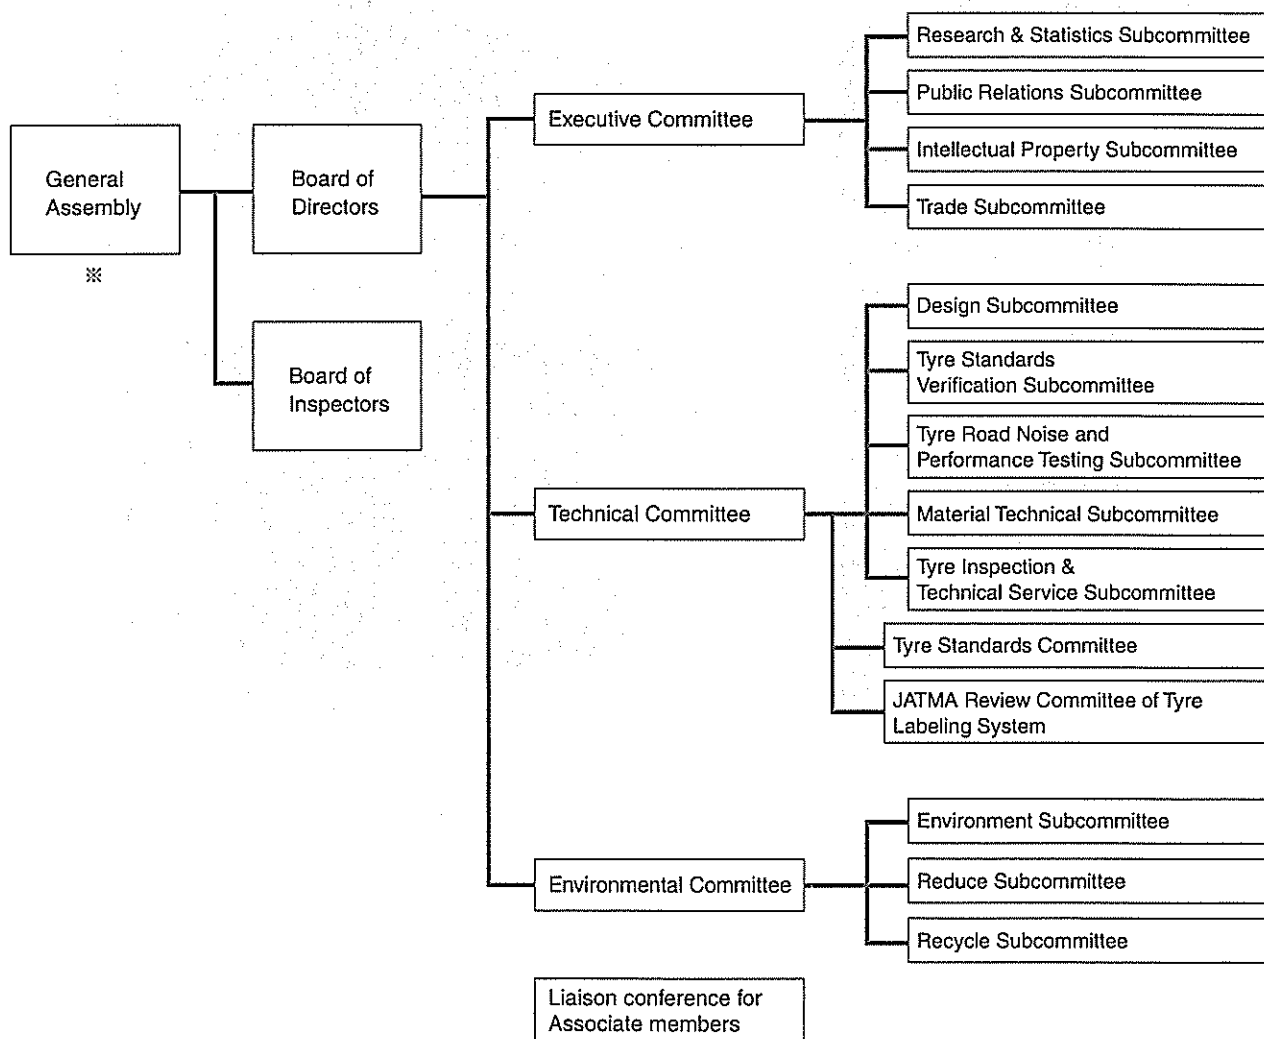 General
Assembly
※
Board of
Directors
Board of
Inspectors
Executive Committee
Research & Statistics Subcommittee
Public Relations Subcommittee
Intellectual Property Subcommittee
Trade Subcommittee
Technical Committee
Design Subcommittee
Tyre Standards
Verification Subcommittee
Tyre Road Noise and
Performance Testing Subcommittee
Material Technical Subcommittee
Tyre Inspection &
Technical Service Subcommittee
Tyre Standards Committee
JATMA Review Committee of Tyre
Labeling System
Environmental Committee
Environment Subcommittee
Reduce Subcommittee
Recycle Subcommittee
Liaison conference for
Associate members